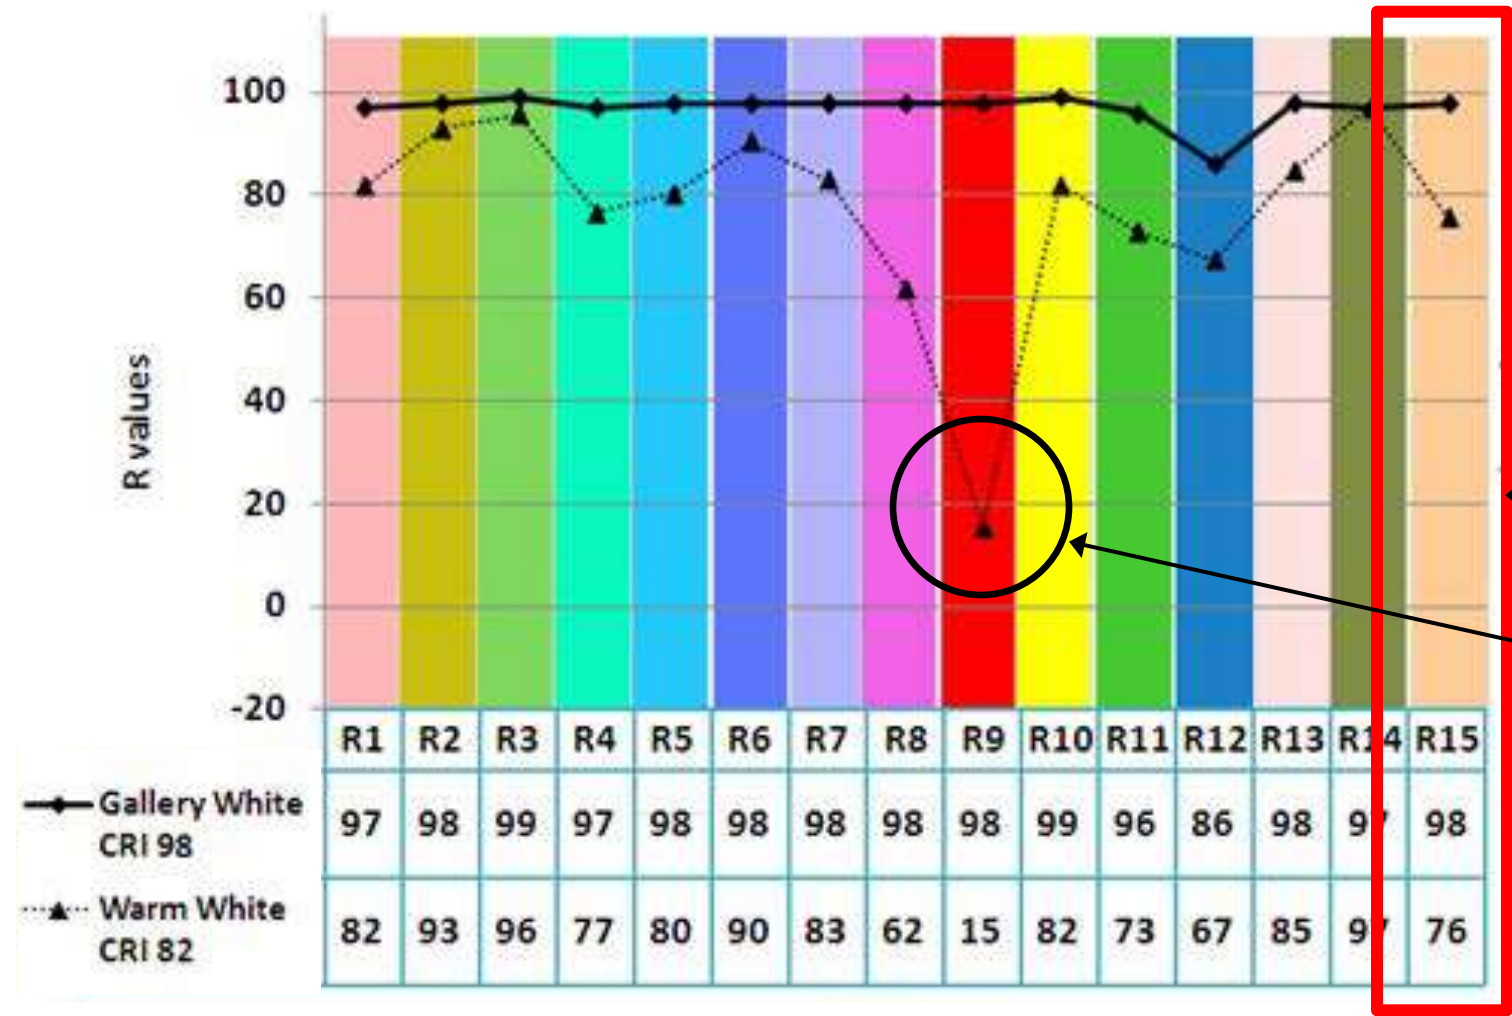 100
80
60
40
20
0
-20
R values
R1 R2 R3 R4 R5 R6 R7 R8 R9 R10 R11 R12 R13 R14 R15
Gallery White
CRI 98
97 98 99 97 98 98 98 98 98 99 96 86 98 97 98
Warm White
CRI 82
82 93 96 77 80 90 83 62 15 82 73 67 85 97 76